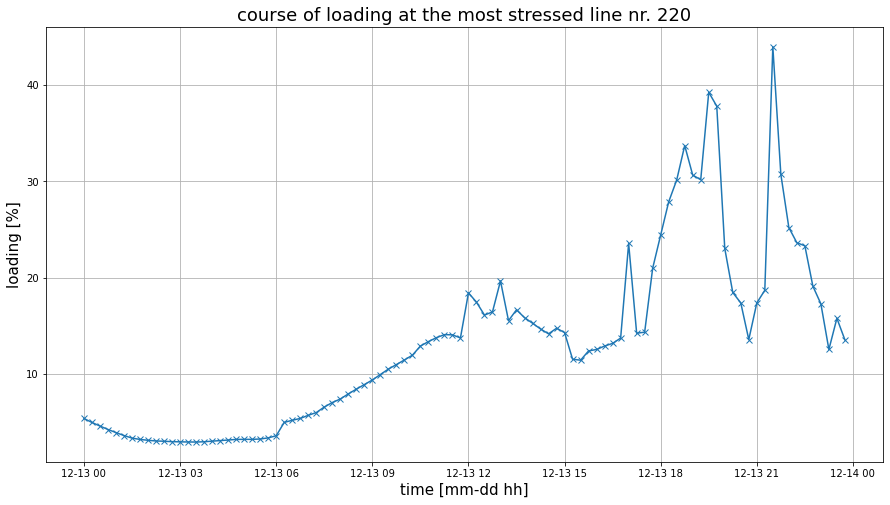 course of loading at the most stressed line nr. 220
loading [%]
40
30
20
10
12-13 00 12-13 03 12-13 06 12-13 09 12-13 12 12-13 15 12-13 18 12-13 21 12-14 00
time [mm-dd hh]